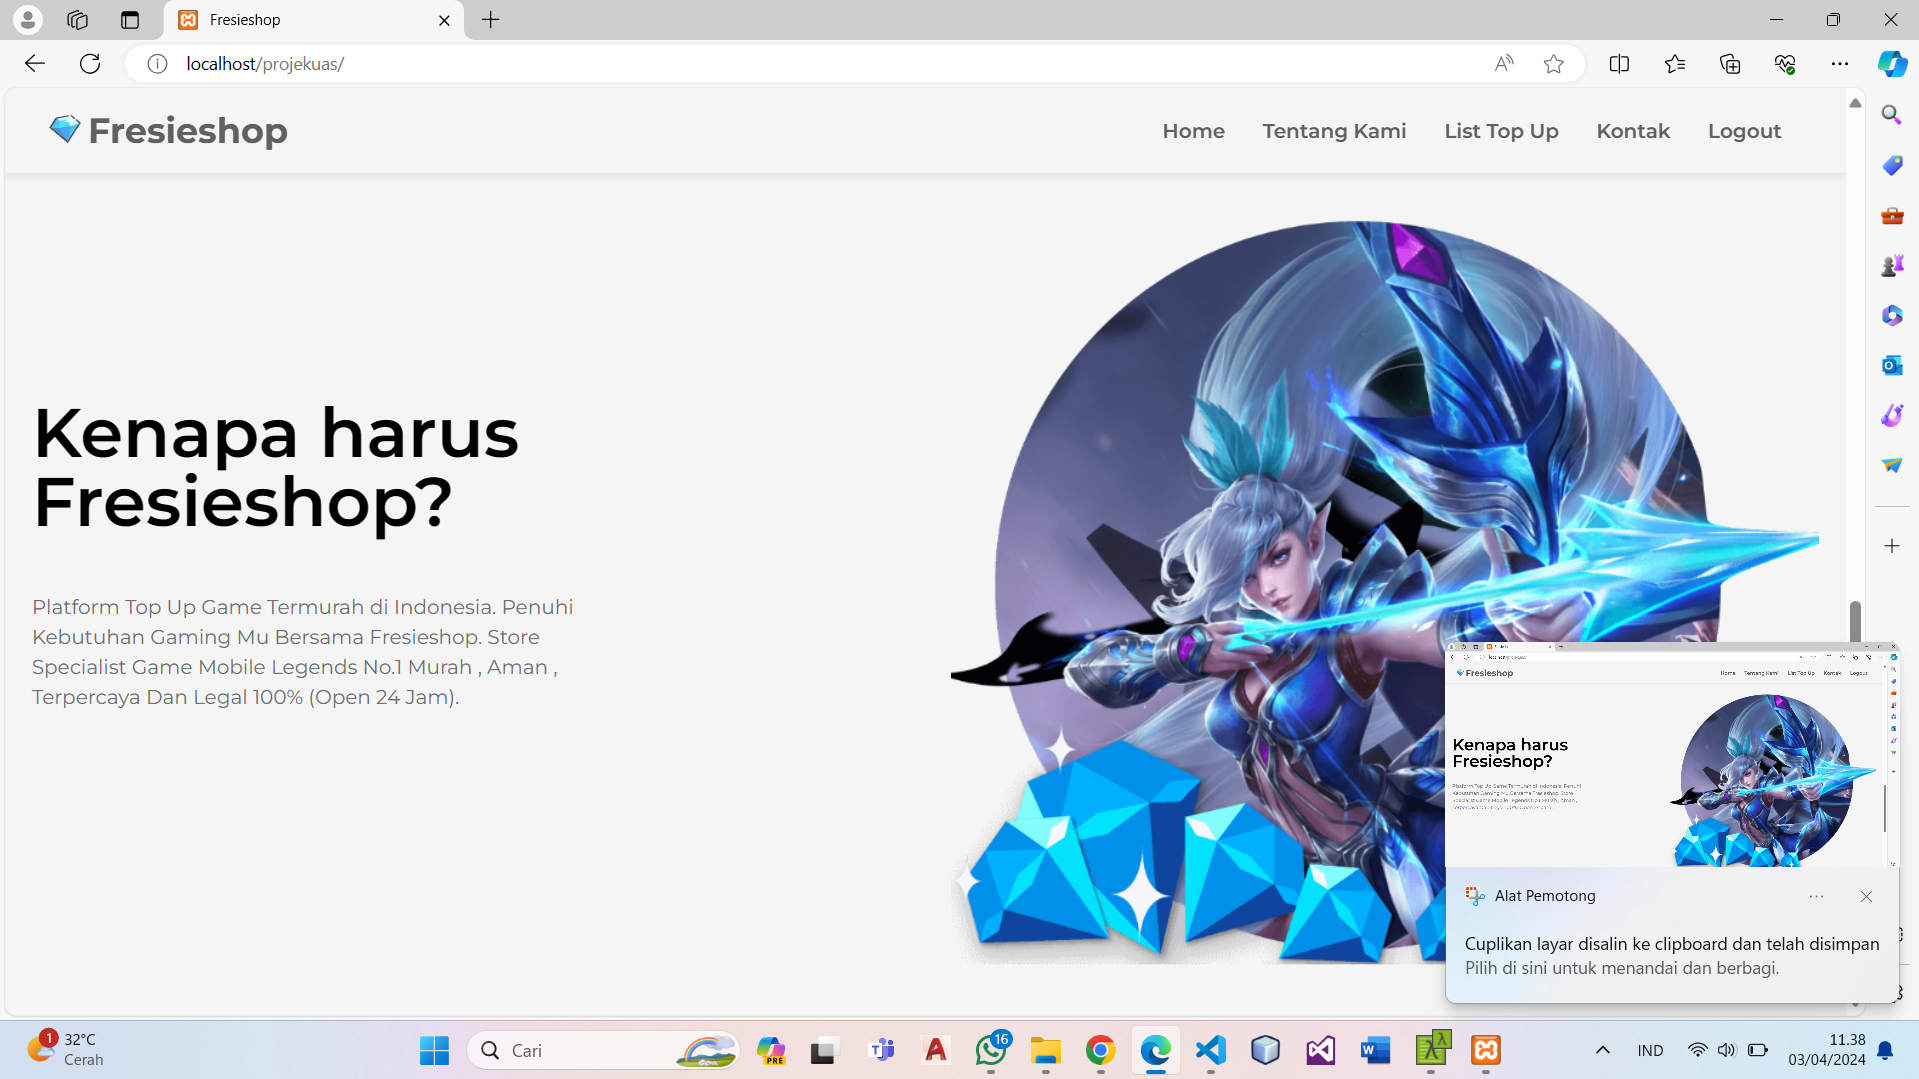 Fresieshop
localhost/projekuas/
Fresieshop
Home
Tentang Kami
List Top Up
Kontak
Logout
Kenapa harus
Fresieshop?
Platform Top Up Game Termurah di Indonesia. Penuhi
Kebutuhan Gaming Mu Bersama Fresieshop. Store
Specialist Game Mobile Legends No.1 Murah , Aman ,
Terpercaya Dan Legal 100% (Open 24 Jam).
Fresieshop
Home
Tentang Kami
List Top Up
Kontak
Logout
Kenapa harus
Fresieshop?
Alat Pemotong
Cuplikan layar disalin ke clipboard dan telah disimpan
Pilih di sini untuk menandai dan berbagi.
1
32°C
Cerah
Cari
PRE
16
IND
11.38
03/04/2024